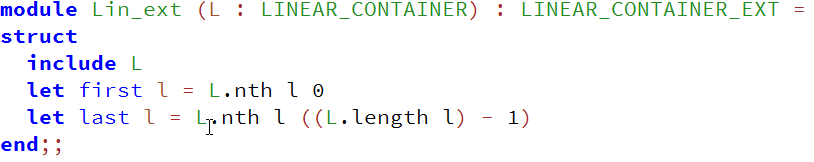 module Lin_ext (L : LINEAR_CONTAINER) : LINEAR_CONTAINER_EXT =
struct
  include L
  let first l = L.nth l 0
  let last l = L.nth l ((L.length l) - 1)
end;;